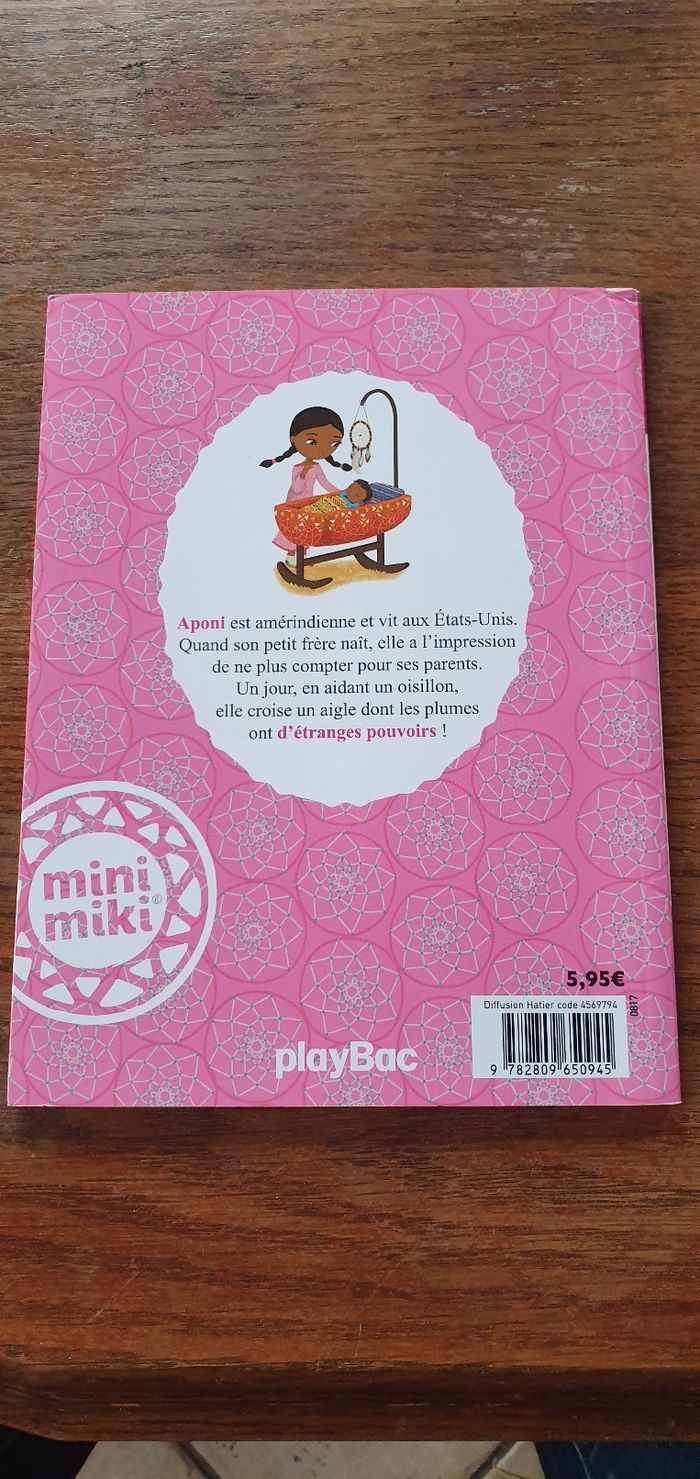 Aponi est amérindienne et vit aux États-Unis.
Quand son petit frère naît, elle a l'impression
de ne plus compter pour ses parents.
Un jour, en aidant un oisillon,
elle croise un aigle dont les plumes
ont d'étranges pouvoirs !
mini
miki®
5,95€
Diffusion Hatier code 4569794
0817
playBac
9 782809 650945